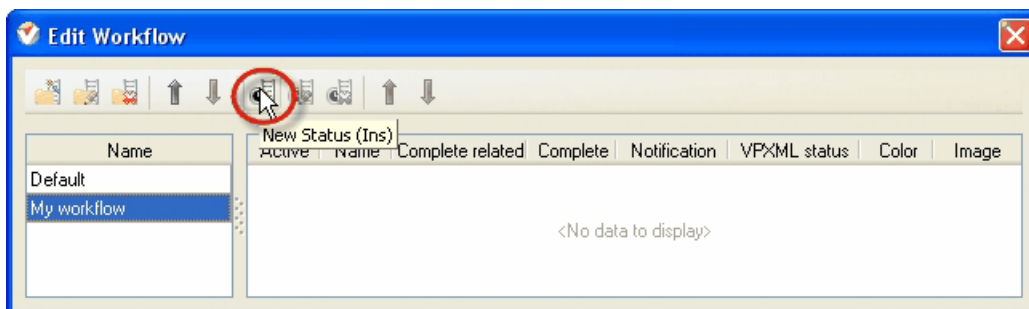 Edit Workflow
New Status (Ins)
Name
Active Name Complete related Complete Notification VPXML status Color Image
Default
My workflow
<No data to display>